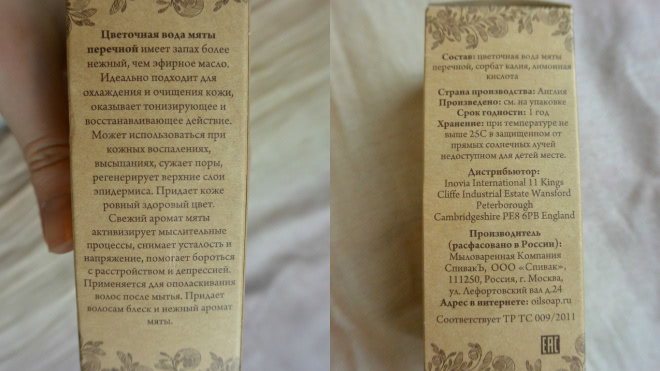 Цветочная вода мяты
перечной имеет запах более
нежный, чем эфирное масло.
Идеально подходит для
охлаждения и очищения кожи,
оказывает тонизирующее и
восстанавливающее действие.
Может использоваться при
кожных воспалениях,
высыпаниях, сужает поры,
регенерирует верхние слои
эпидермиса. Придает коже
ровный здоровый цвет.
Свежий аромат мяты
активизирует мыслительные
процессы, снимает усталость и
напряжение, помогает бороться
с расстройством и депрессией.
Применяется для ополаскивания
волос после мытья. Придает
волосам блеск и нежный аромат
мяты.
Состав: цветочная вода мяты
перечной, сорбат калия, лимонная
кислота
Страна производства: Англия
Произведено: см. на упаковке
Срок годности: 1 год
Хранение: при температуре не
выше 25С в защищенном от
прямых солнечных лучей
недоступном для детей месте.
Дистрибьютор:
Inovia International 11 Kings
Cliffe Industrial Estate Wansford
Peterborough
Cambridgeshire PE8 6PB England
Производитель
(расфасовано в России):
Мыловаренная Компания
СпивакЪ, ООО «Спивак»,
111250, Россия, г. Москва,
ул. Лефортовский вал д.24
Адрес в интернете: oilsoap.ru
Соответствует ТР ТС 009/2011
EAC